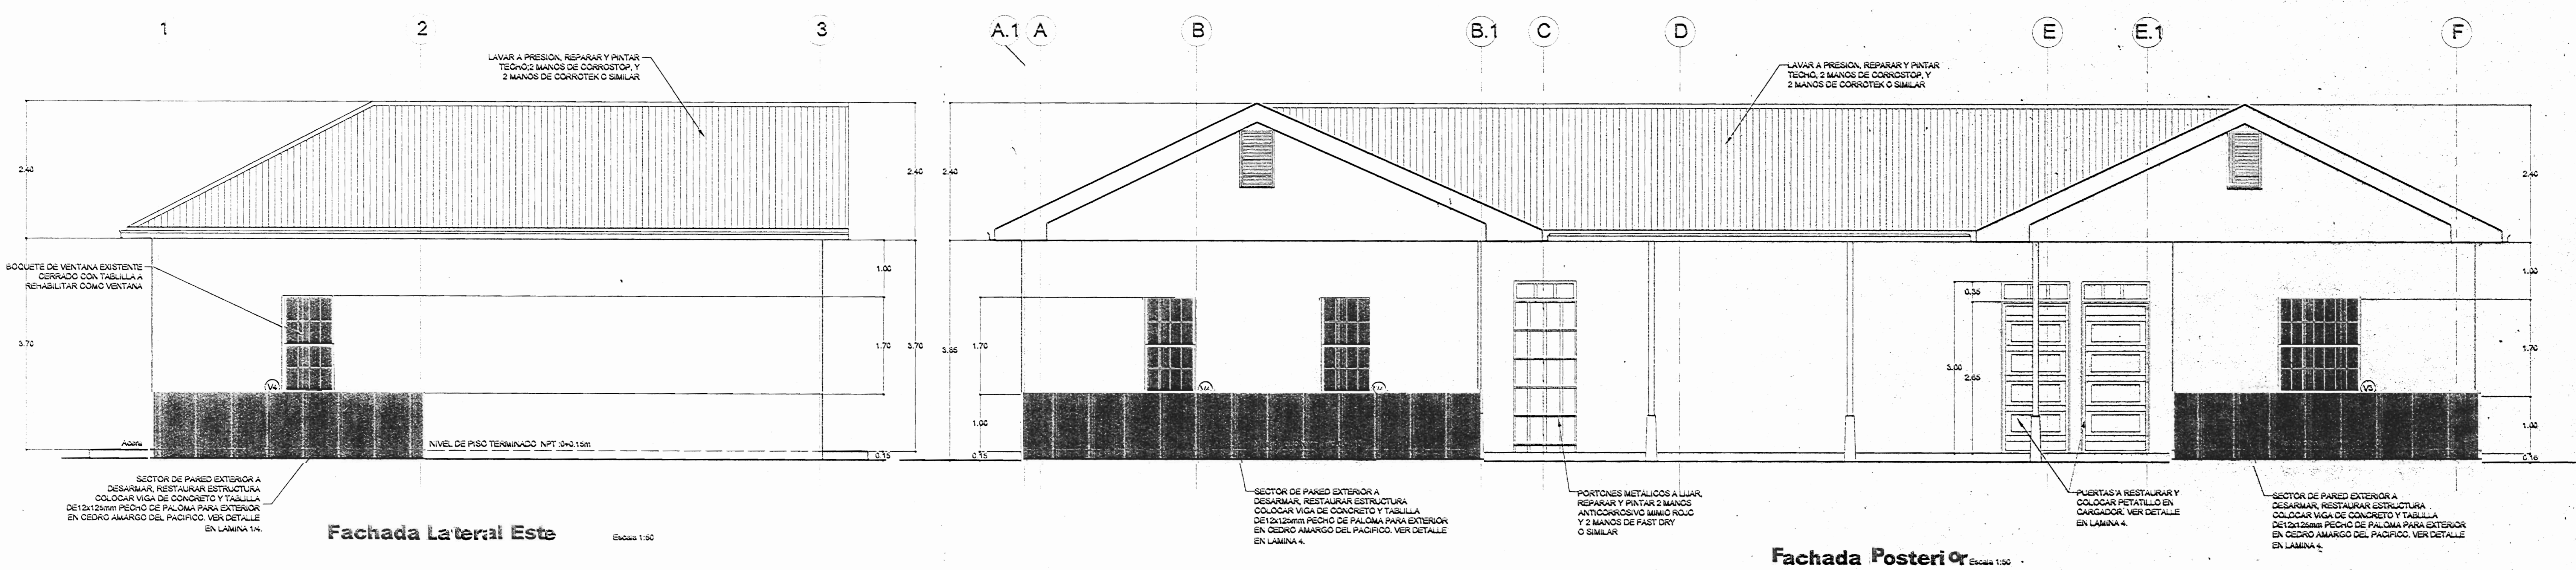 1
2
3
LAVAR A PRESION, REPARAR Y PINTAR
TECHO;2 MANOS DE CORROSTOP, Y
2 MANOS DE CORROTEK O SIMILAR
2.40
2.40
BOQUETE DE VENTANA EXISTENTE
CERRADO CON TABLILLA A
REHABILITAR COMO VENTANA
1.00
3.70
1.70
3.70
V4
Acera
NIVEL DE PISO TERMINADO NPT :0+0.15m
0.15
SECTOR DE PARED EXTERIOR A
DESARMAR, RESTAURAR ESTRUCTURA
COLOCAR VIGA DE CONCRETO Y TABLILLA
DE12x125mm PECHO DE PALOMA PARA EXTERIOR
EN CEDRO AMARGO DEL PACIFICO. VER DETALLE
EN LAMINA 1/4.
Fachada Lateral Este
Escala 1:50
A.1
A
B
B.1
C
D
E
E.1
F
LAVAR A PRESION, REPARAR Y PINTAR
TECHO, 2 MANOS DE CORROSTOP, Y
2 MANOS DE CORROTEK O SIMILAR
2.40
2.40
1.00
0.35
3.85
1.70
3.00
2.65
1.70
V4
V4
V3
1.00
1.00
0.15
0.15
SECTOR DE PARED EXTERIOR A
DESARMAR, RESTAURAR ESTRUCTURA
COLOCAR VIGA DE CONCRETO Y TABLILLA
DE12x125mm PECHO DE PALOMA PARA EXTERIOR
EN CEDRO AMARGO DEL PACIFICO. VER DETALLE
EN LAMINA 4.
PORTONES METALICOS A LIJAR,
REPARAR Y PINTAR 2 MANOS
ANTICORROSIVO MIMIO ROJO
Y 2 MANOS DE FAST DRY
O SIMILAR
PUERTAS A RESTAURAR Y
COLOCAR PETATILLO EN
CARGADOR. VER DETALLE
EN LAMINA 4.
SECTOR DE PARED EXTERIOR A
DESARMAR, RESTAURAR ESTRUCTURA
COLOCAR VIGA DE CONCRETO Y TABLILLA
DE12x125mm PECHO DE PALOMA PARA EXTERIOR
EN CEDRO AMARGO DEL PACIFICO. VER DETALLE
EN LAMINA 4.
Fachada Posterior
Escala 1:50